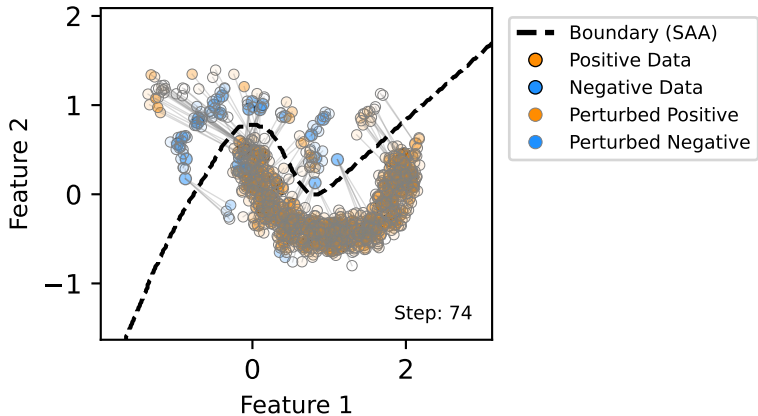 2
1
0
−1
Feature 2
0
2
Feature 1
Step: 74
Boundary (SAA)
Positive Data
Negative Data
Perturbed Positive
Perturbed Negative